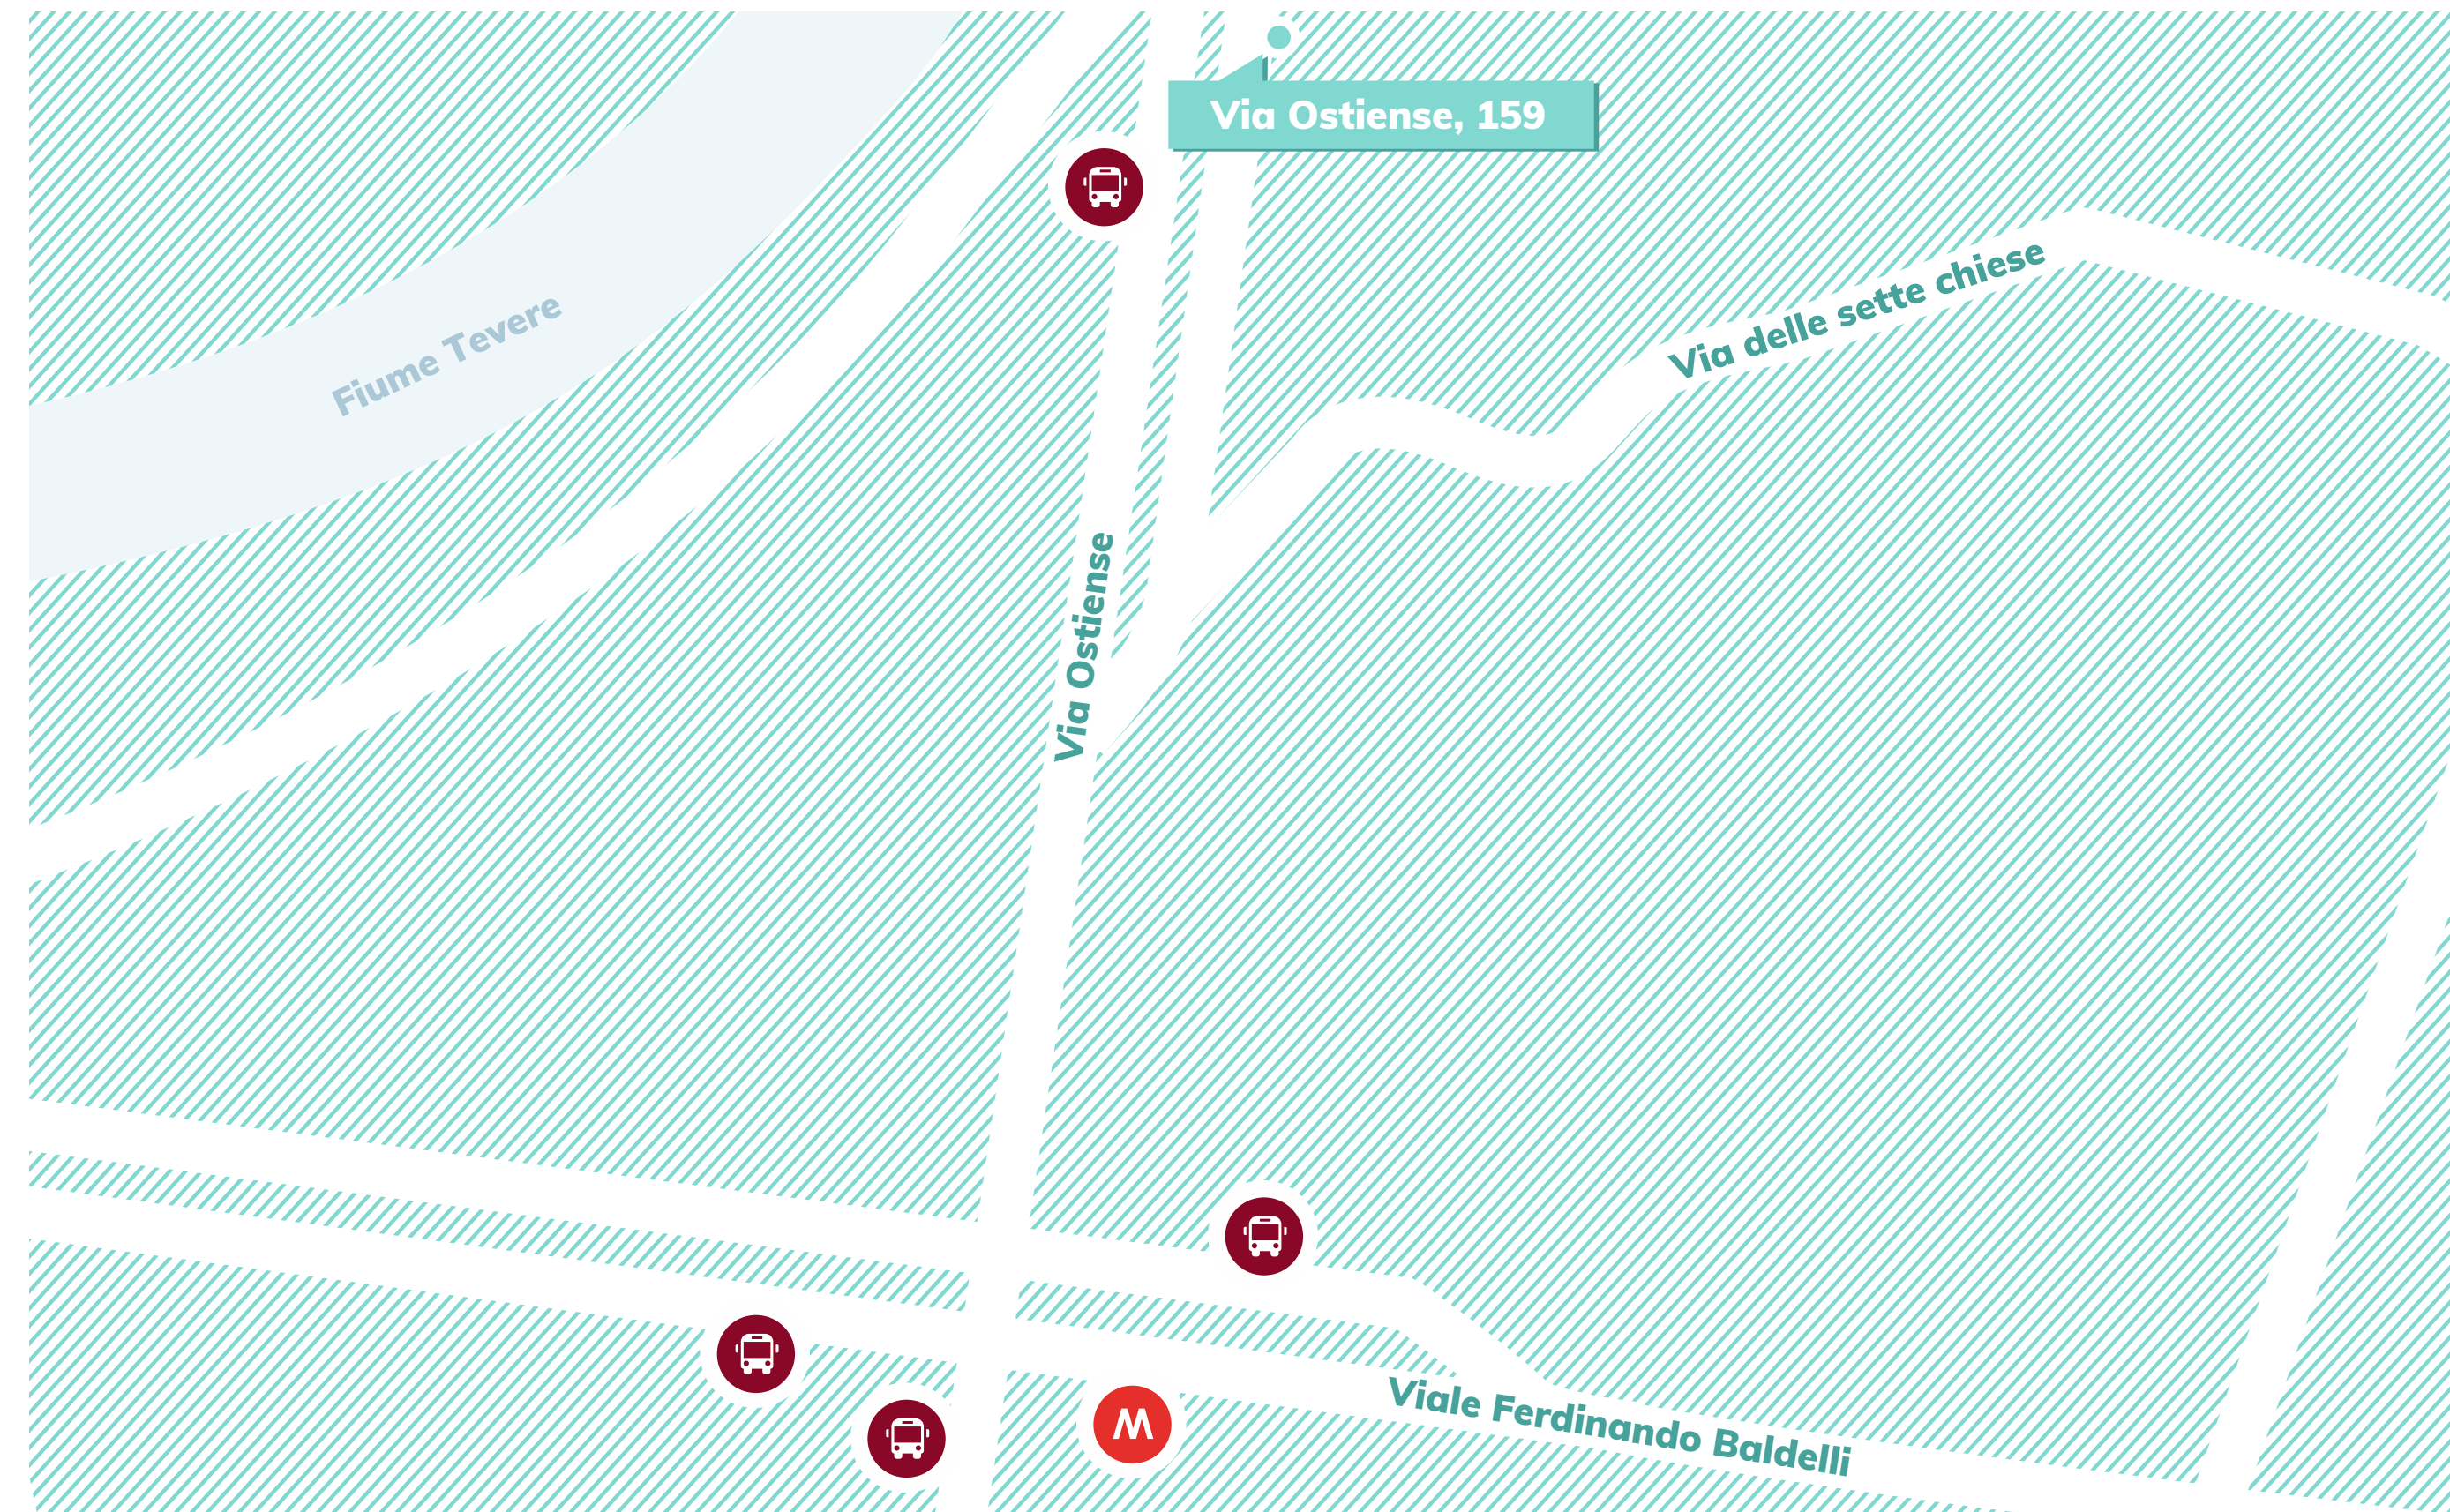 Via Ostiense, 159
Via delle sette chiese
Fiume Tevere
Via Ostiense
M
Viale Ferdinando Baldelli